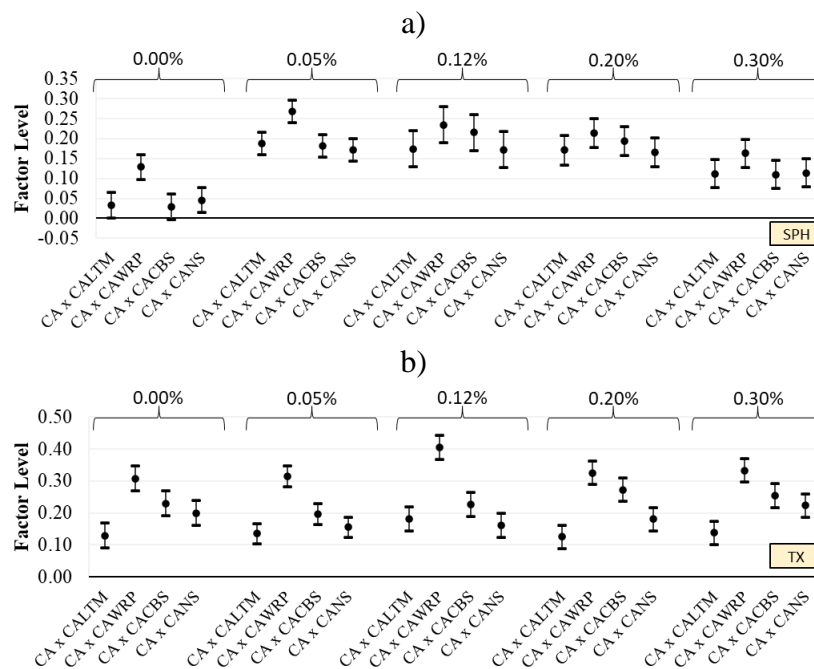 a)
0.00% 0.05% 0.12% 0.20% 0.30%
Factor Level
0.35
0.30
0.25
0.20
0.15
0.10
0.05
0.00
-0.05
SPH
CA x CALTM CA x CAWRP CA x CACBS CA x CANS CA x CALTM CA x CAWRP CA x CACBS CA x CANS CA x CALTM CA x CAWRP CA x CACBS CA x CANS CA x CALTM CA x CAWRP CA x CACBS CA x CANS CA x CALTM CA x CAWRP CA x CACBS CA x CANS
b)
0.00% 0.05% 0.12% 0.20% 0.30%
Factor Level
0.50
0.40
0.30
0.20
0.10
0.00
TX
CA x CALTM CA x CAWRP CA x CACBS CA x CANS CA x CALTM CA x CAWRP CA x CACBS CA x CANS CA x CALTM CA x CAWRP CA x CACBS CA x CANS CA x CALTM CA x CAWRP CA x CACBS CA x CANS CA x CALTM CA x CAWRP CA x CACBS CA x CANS